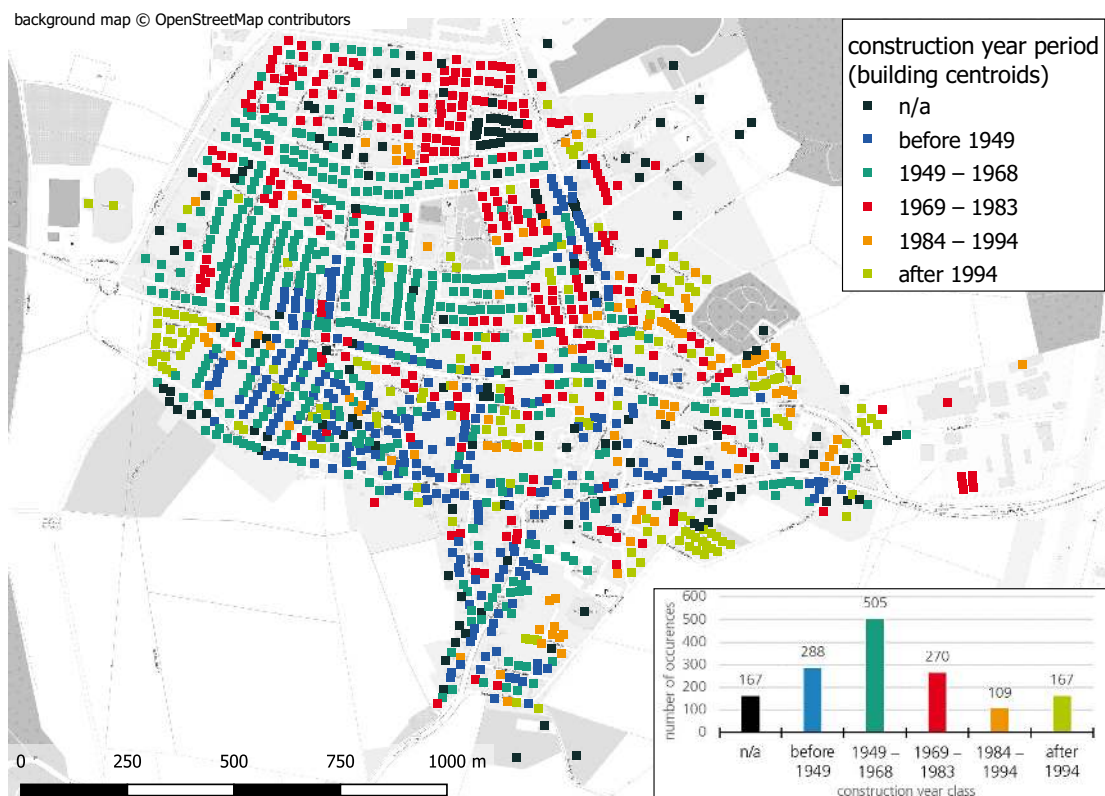 background map © OpenStreetMap contributors
construction year period
(building centroids)
n/a
before 1949
1949 – 1968
1969 – 1983
1984 – 1994
after 1994
600
500
400
300
200
100
0
number of occurences
167
288
505
270
109
167
n/a
before
1949
1949 –
1968
1969 –
1983
1984 –
1994
after
1994
construction year class
0
250
500
750
1000 m